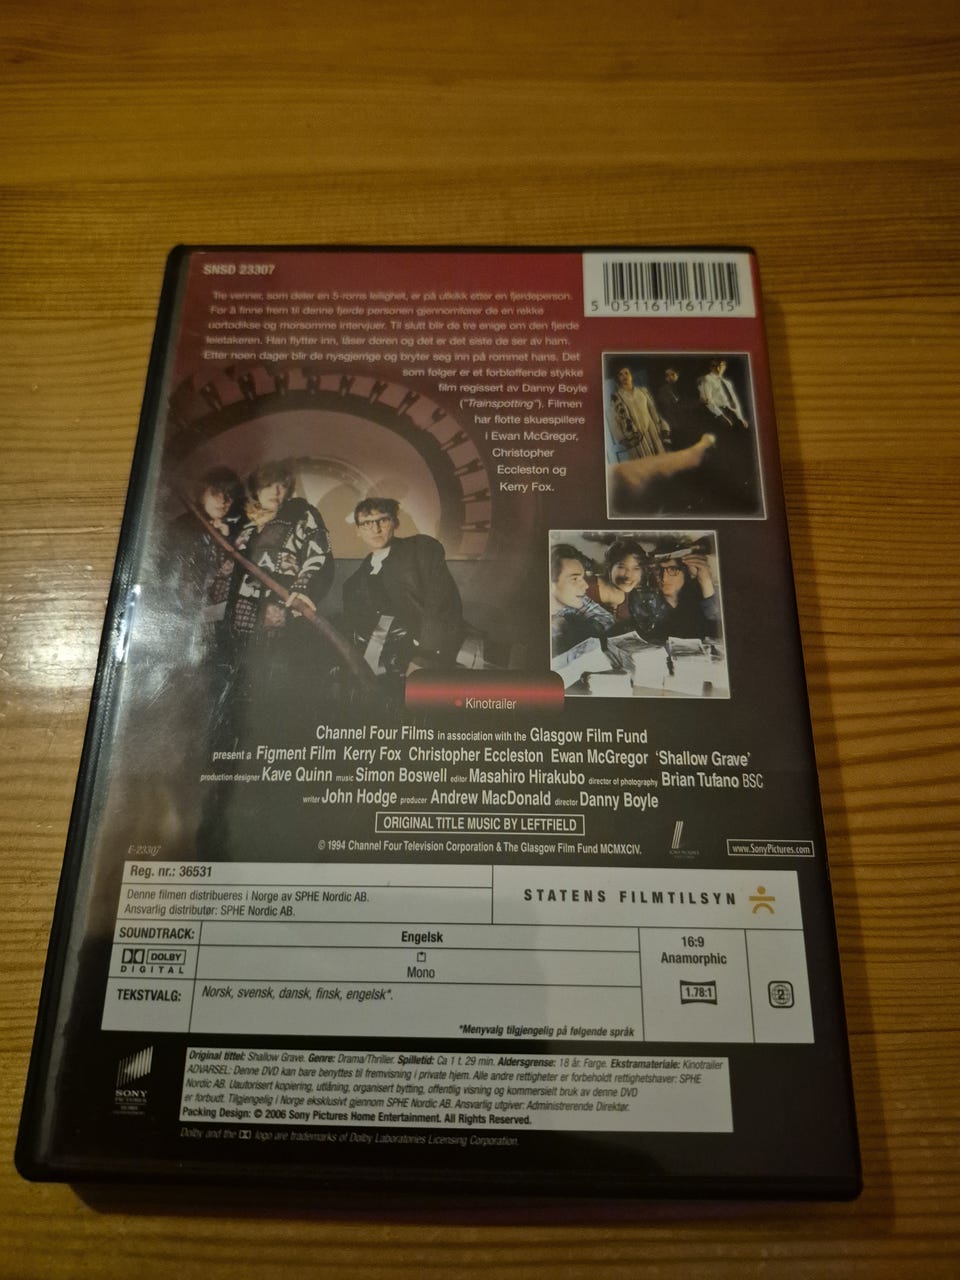 SNSD 23307
5 051161 161715
Tre venner, som deler en 5-roms leilighet, er på utkikk etter en fjerdeperson.
For å finne frem til denne fjerde personen gjennomfører de en rekke
uortodikse og morsomme intervjuer. Til slutt blir de tre enige om den fjerde
leietakeren. Han flytter inn, låser døren og det er det siste de ser av ham.
Etter noen dager blir de nysgjerrige og bryter seg inn på rommet hans. Det
som følger er et forbløffende stykke
film regissert av Danny Boyle
("Trainspotting"). Filmen
har flotte skuespillere
i Ewan McGregor,
Christopher
Eccleston og
Kerry Fox.
• Kinotrailer
Channel Four Films in association with the Glasgow Film Fund
present a Figment Film Kerry Fox Christopher Eccleston Ewan McGregor 'Shallow Grave'
production designer Kave Quinn music Simon Boswell editor Masahiro Hirakubo director of photography Brian Tufano BSC
writer John Hodge producer Andrew MacDonald director Danny Boyle
ORIGINAL TITLE MUSIC BY LEFTFIELD
© 1994 Channel Four Television Corporation & The Glasgow Film Fund MCMXCIV.
www.SonyPictures.com
E-23307
Reg. nr.: 36531
Denne filmen distribueres i Norge av SPHE Nordic AB.
Ansvarlig distributør: SPHE Nordic AB.
STATENS FILMTILSYN
SOUNDTRACK:
Engelsk
DOLBY
DIGITAL
Mono
16:9
Anamorphic
1.78:1
2
TEKSTVALG:
Norsk, svensk, dansk, finsk, engelsk*.
*Menyvalg tilgjengelig på følgende språk
SONY
PICTURES
Original tittel: Shallow Grave. Genre: Drama/Thriller. Spilletid: Ca 1 t. 29 min. Aldersgrense: 18 år. Farge. Ekstramateriale: Kinotrailer
ADVARSEL: Denne DVD kan bare benyttes til fremvisning i private hjem. Alle andre rettigheter er forbeholdt rettighetshaver: SPHE
Nordic AB. Uautorisert kopiering, utlåning, organisert bytting, offentlig visning og kommersielt bruk av denne DVD
er forbudt. Tilgjengelig i Norge eksklusivt gjennom SPHE Nordic AB. Ansvarlig utgiver: Administrerende Direktør.
Packing Design: © 2006 Sony Pictures Home Entertainment. All Rights Reserved.
Dolby and the logo are trademarks of Dolby Laboratories Licensing Corporation.